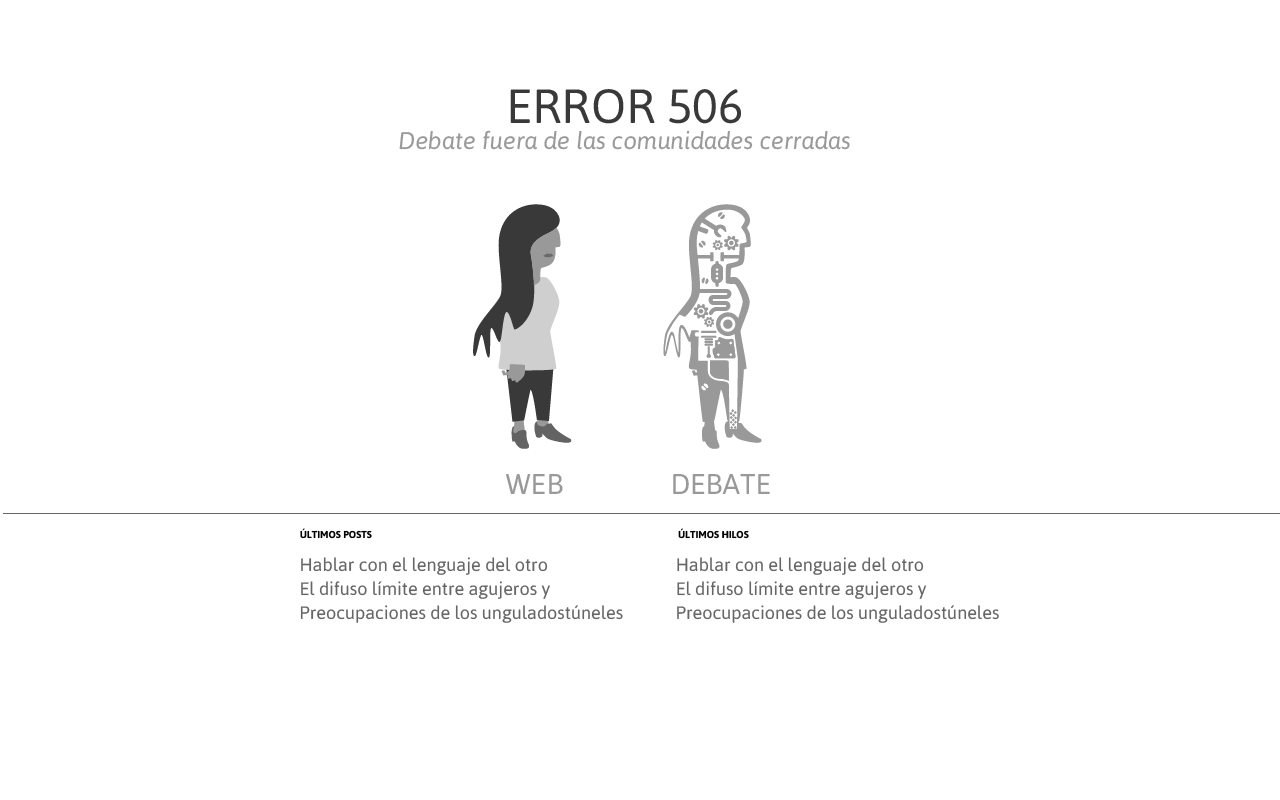 ERROR 506
Debate fuera de las comunidades cerradas
WEB
DEBATE
ÚLTIMOS POSTS
Hablar con el lenguaje del otro
El difuso límite entre agujeros y
Preocupaciones de los unguladostúneles
ÚLTIMOS HILOS
Hablar con el lenguaje del otro
El difuso límite entre agujeros y
Preocupaciones de los unguladostúneles